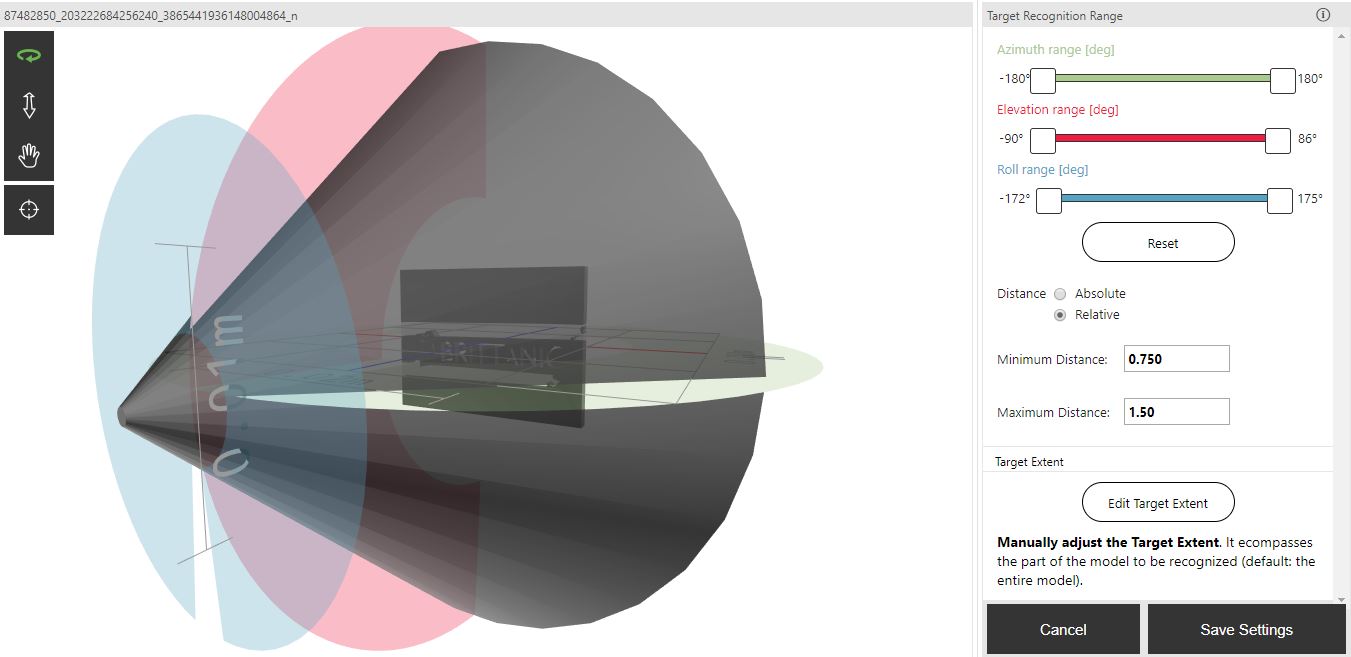 87482850_203222684256240_3865441936148004864_n
0.01m
BRITTANIC
Target Recognition Range
Azimuth range [deg]
-180° 180°
Elevation range [deg]
-90° 86°
Roll range [deg]
-172° 175°
Reset
Distance Absolute
Relative
Minimum Distance: 0.750
Maximum Distance: 1.50
Target Extent
Edit Target Extent
Manually adjust the Target Extent. It ecompasses
the part of the model to be recognized (default: the
entire model).
Cancel Save Settings